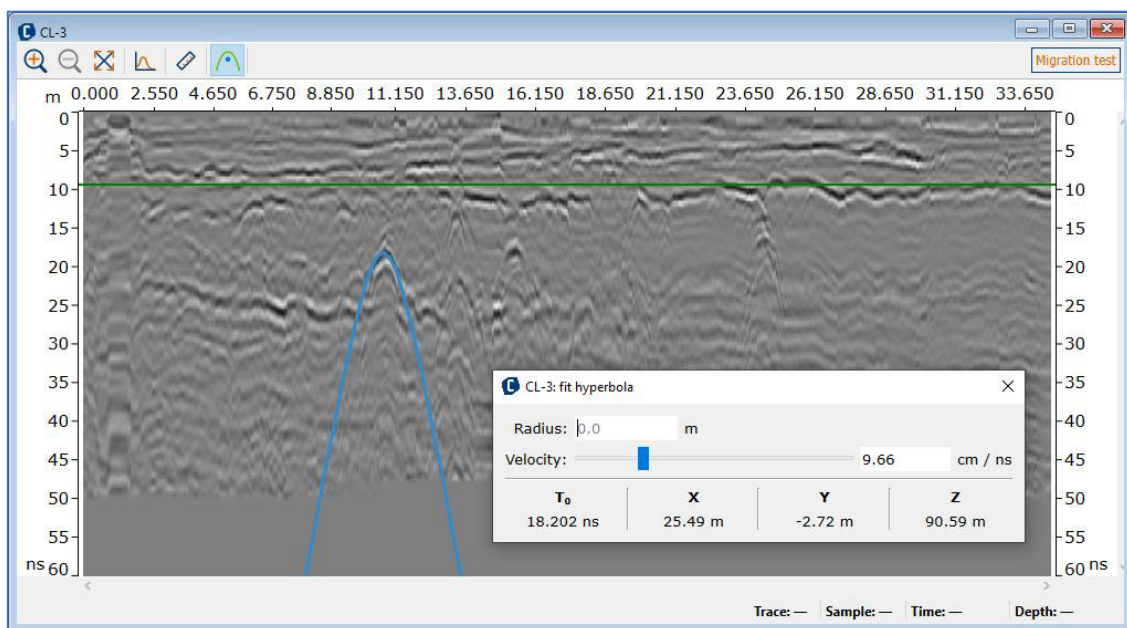 CL-3
Migration test
m 0.000 2.550 4.650 6.750 8.850 11.150 13.650 16.150 18.650 21.150 23.650 26.150 28.650 31.150 33.650
0 0
5 5
10 10
15 15
20 20
25 25
30 30
35 35
40 40
45 45
50 50
55 55
ns 60 60 ns
CL-3: fit hyperbola
Radius: 0.0 m
Velocity: 9.66 cm / ns
T₀ X Y Z
18.202 ns 25.49 m -2.72 m 90.59 m
Trace: — Sample: — Time: — Depth: —